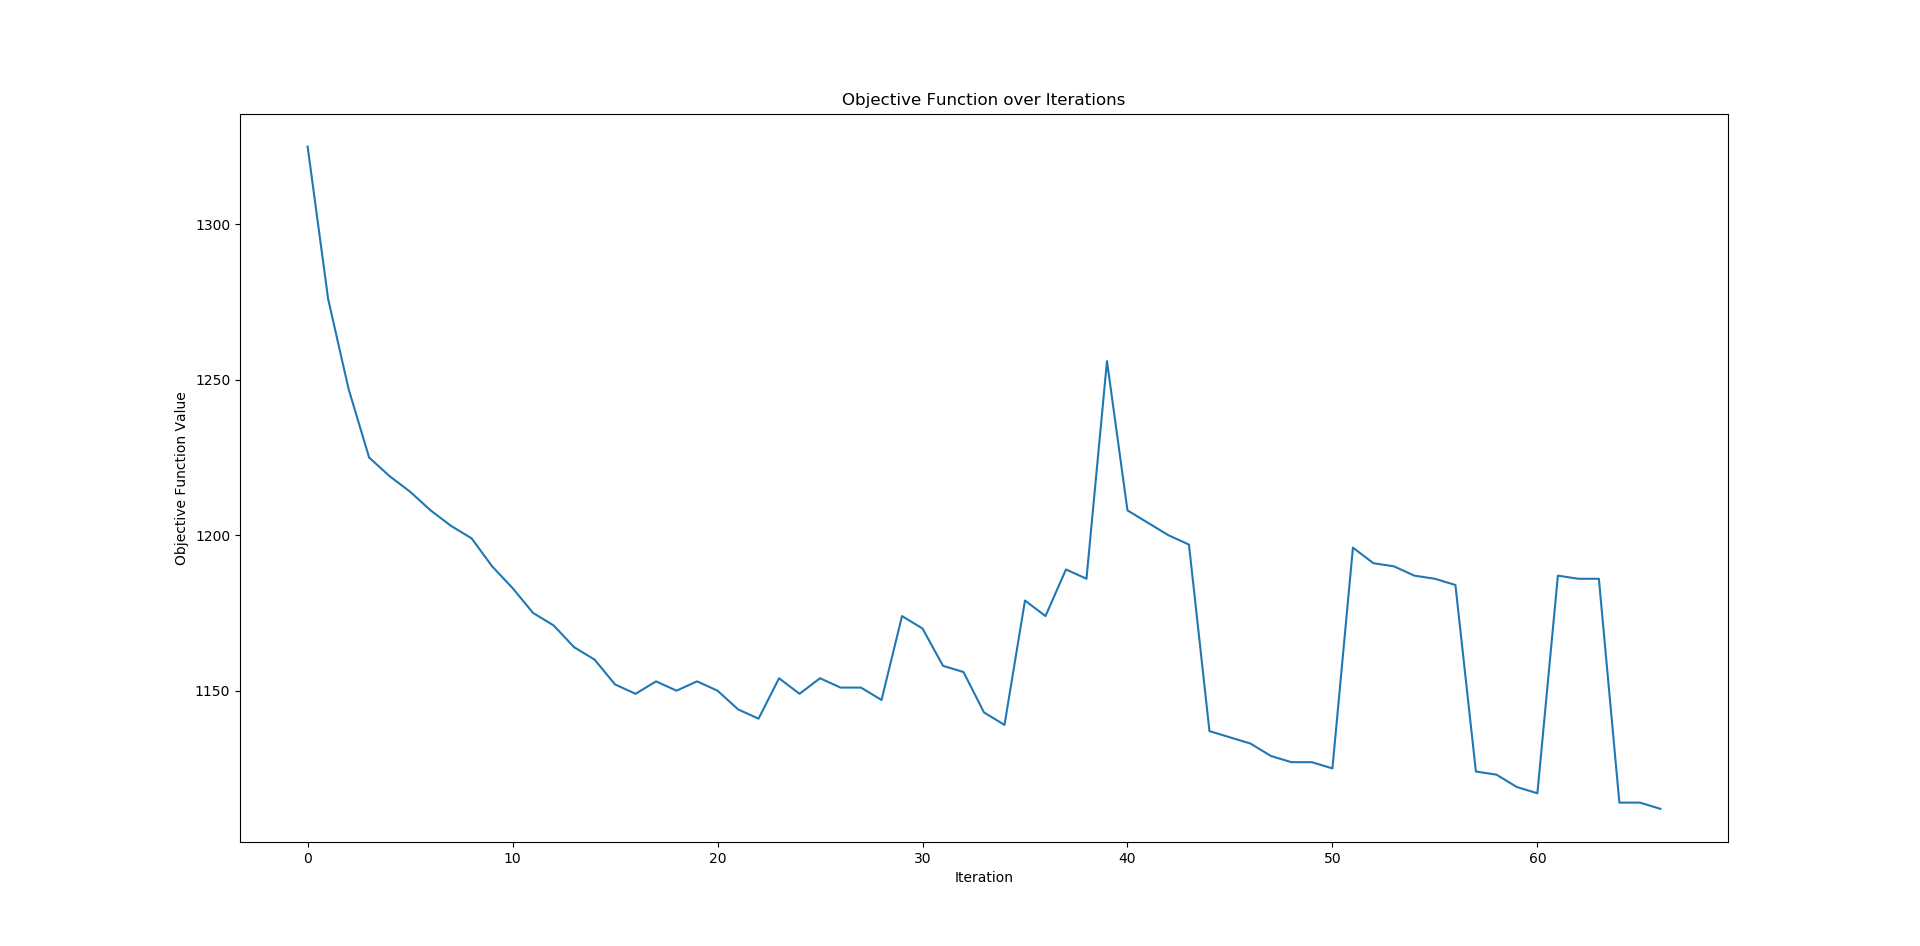 Objective Function over Iterations
1300
1250
1200
1150
Objective Function Value
0 10 20 30 40 50 60
Iteration